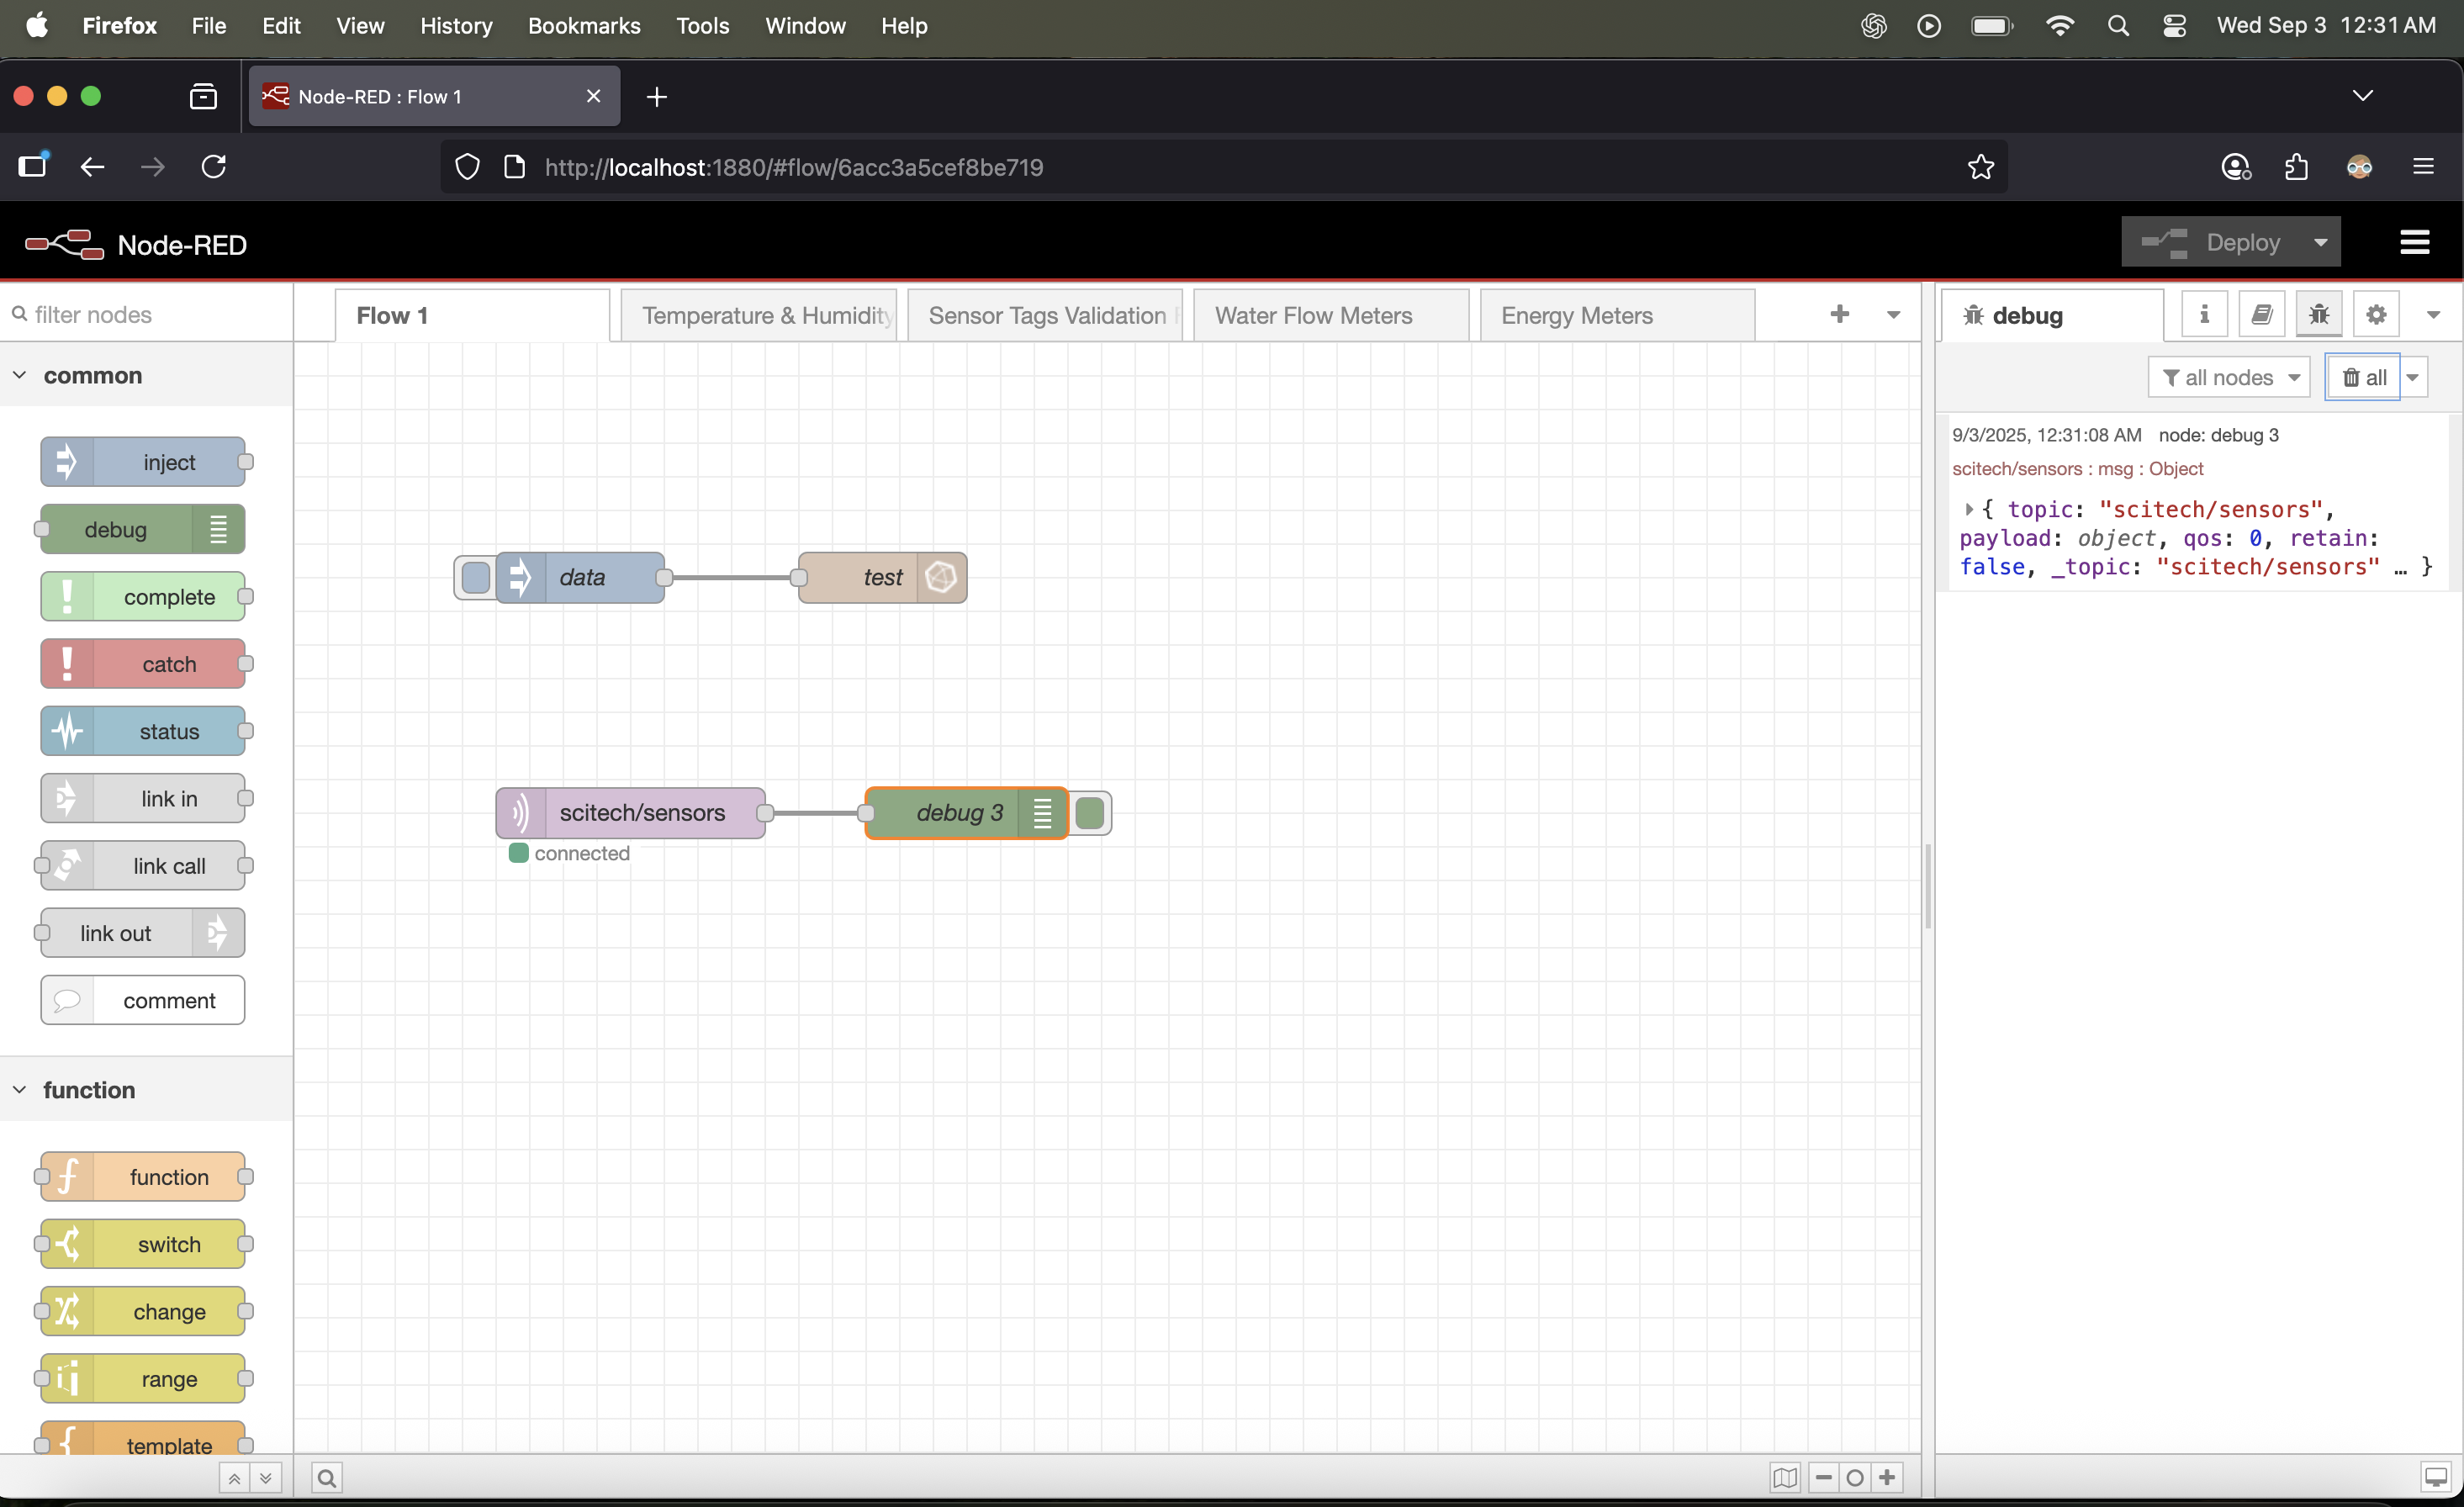 Firefox File Edit View History Bookmarks Tools Window Help Wed Sep 3 12:31 AM
Node-RED : Flow 1
http://localhost:1880/#flow/6acc3a5cef8be719
Node-RED
Deploy
filter nodes
Flow 1
Temperature & Humidity
Sensor Tags Validation
Water Flow Meters
Energy Meters
debug
all nodes
all
common
inject
debug
complete
catch
status
link in
link call
link out
comment
function
function
switch
change
range
template
data
test
scitech/sensors
debug 3
connected
9/3/2025, 12:31:08 AM node: debug 3
scitech/sensors : msg : Object
{ topic: "scitech/sensors",
payload: object, qos: 0, retain:
false, _topic: "scitech/sensors" … }